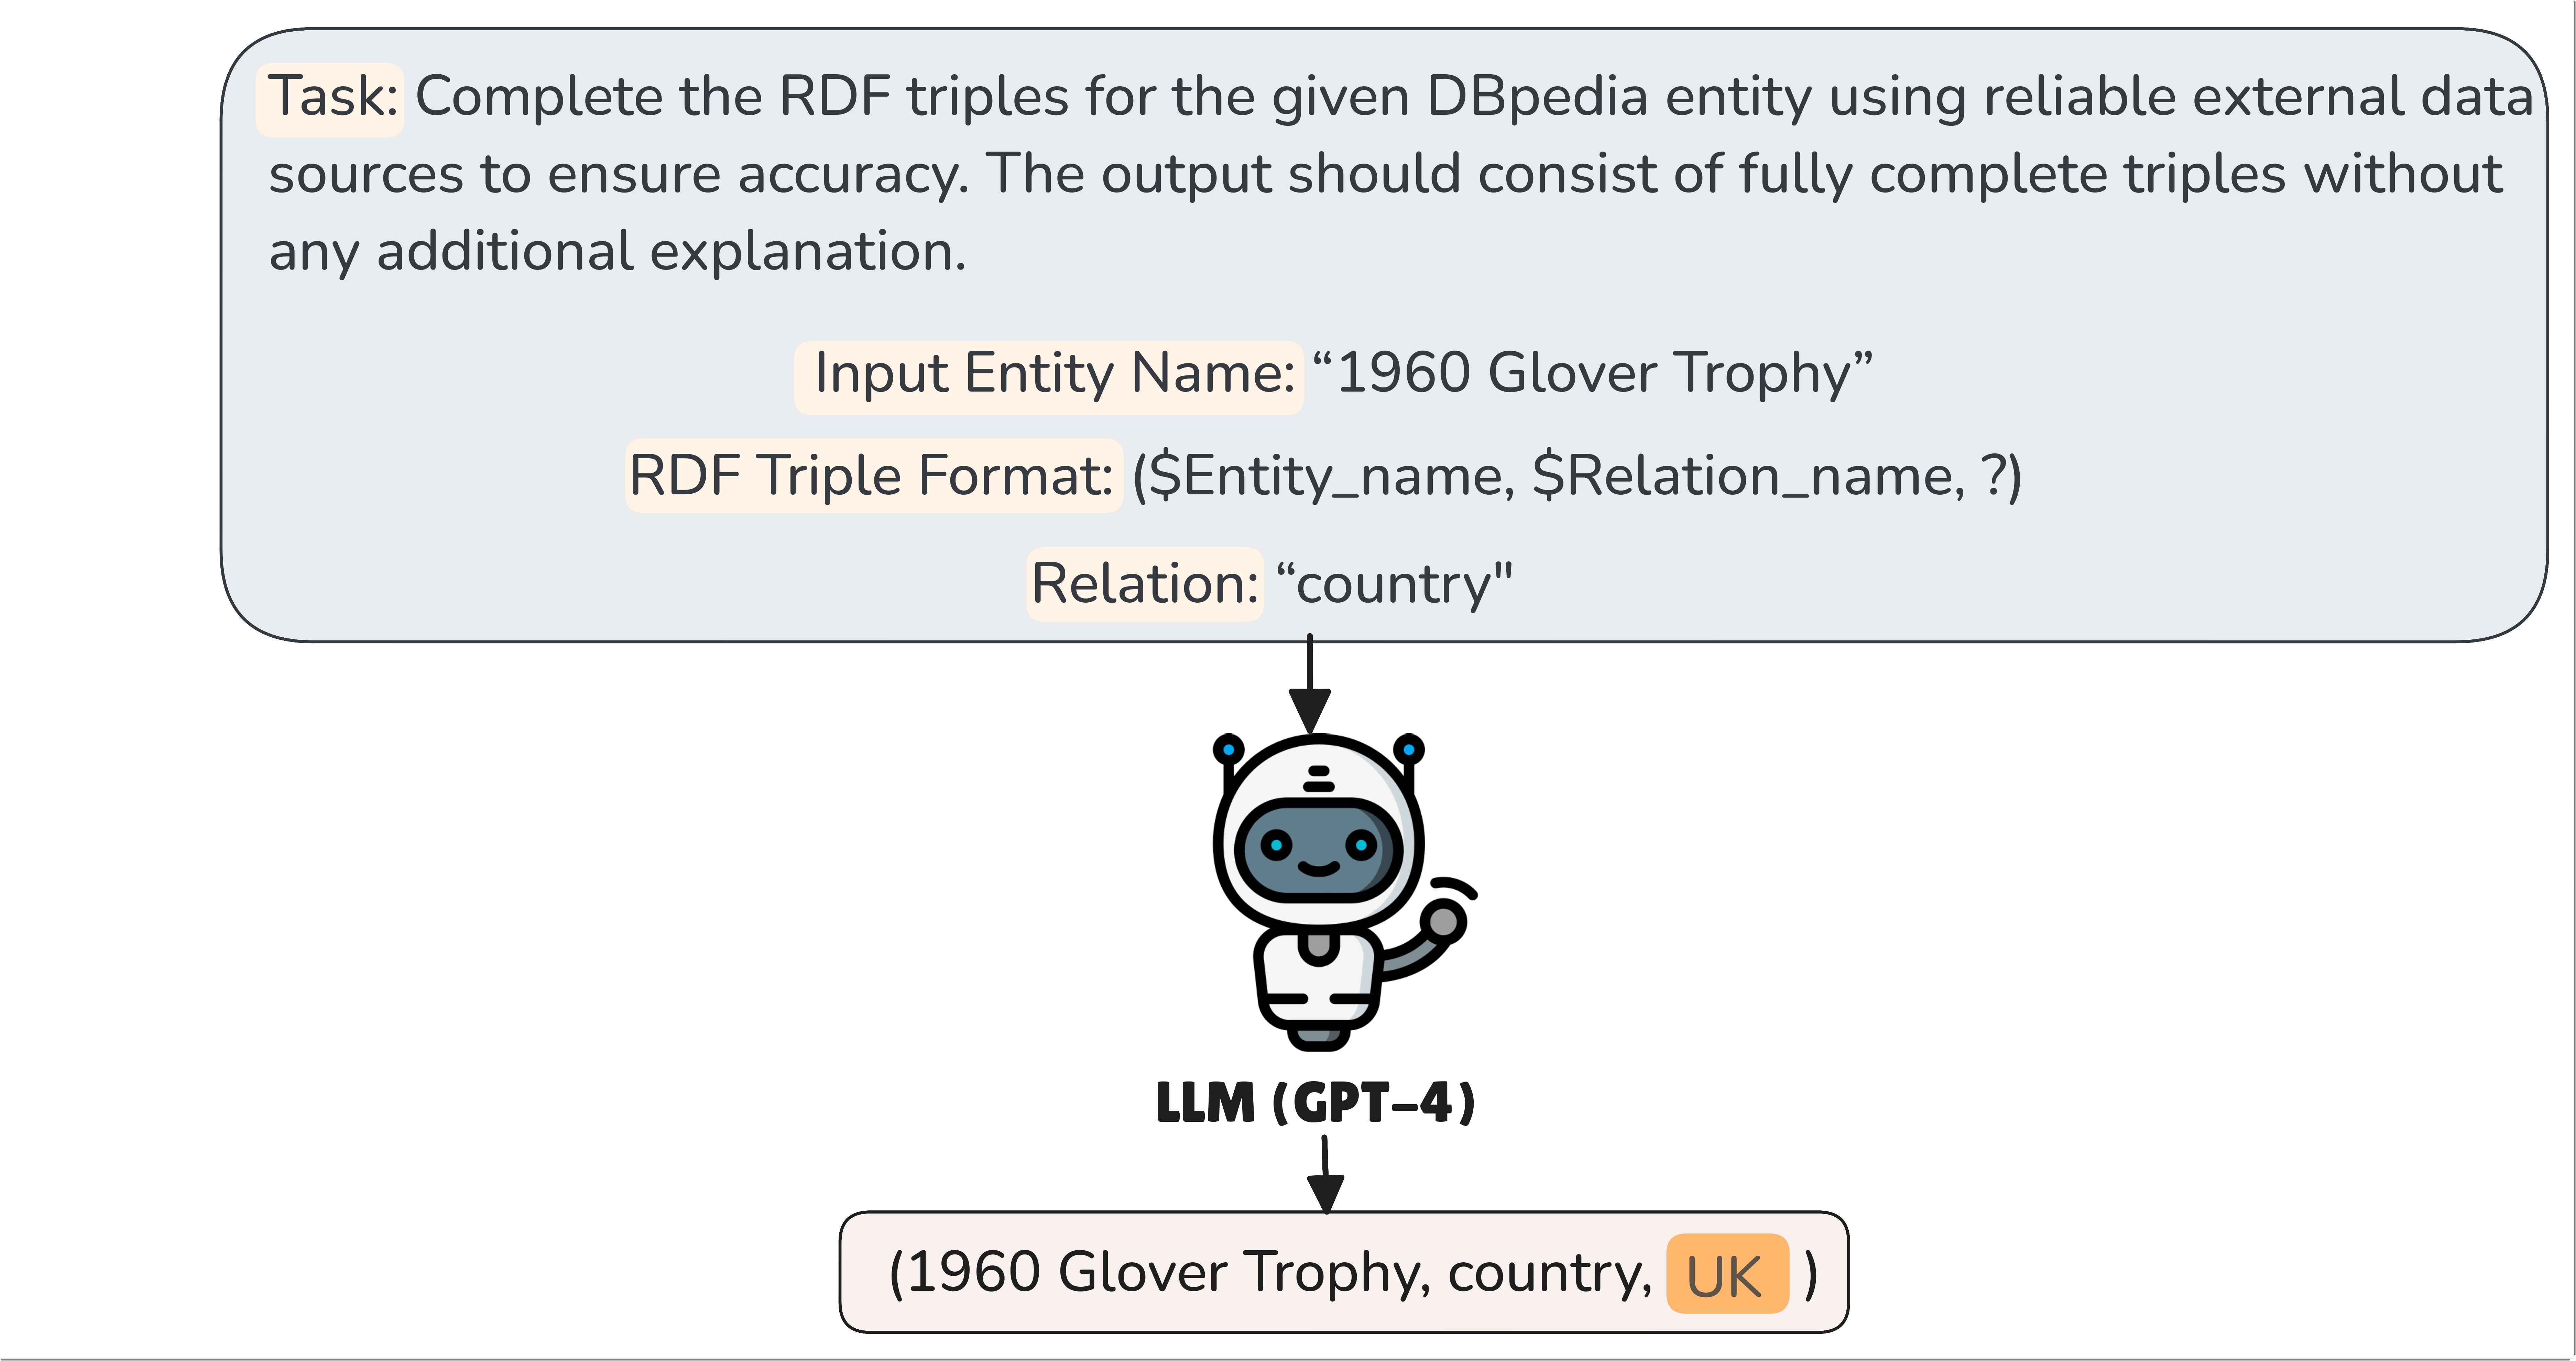 Task: Complete the RDF triples for the given DBpedia entity using reliable external data
sources to ensure accuracy. The output should consist of fully complete triples without
any additional explanation.
Input Entity Name: “1960 Glover Trophy”
RDF Triple Format: ($Entity_name, $Relation_name, ?)
Relation: “country"
LLM (GPT-4)
(1960 Glover Trophy, country, UK )